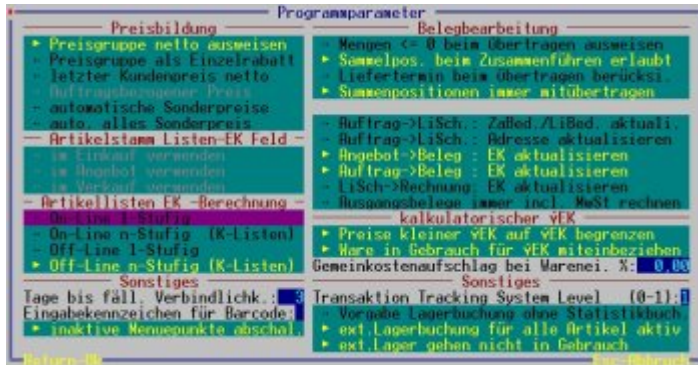 Programmparameter
Preisbildung
► Preisgruppe netto ausweisen
- Preisgruppe als Einzelrabatt
- letzter Kundenpreis netto
- Auftragsbezogener Preis
- automatische Sonderpreise
- auto. alles Sonderpreis
Artikelstamm Listen-EK Feld
- im Einkauf verwenden
- im Angebot verwenden
- im Verkauf verwenden
Artikellisten EK -Berechnung
- On-Line 1-Stufig
- On-Line n-Stufig (K-Listen)
- Off-Line 1-Stufig
► Off-Line n-Stufig (K-Listen)
Sonstiges
Tage bis fäll. Verbindlichk.: 3
Eingabekennzeichen für Barcode:
► inaktive Menuepunkte abschal.
Belegbearbeitung
- Mengen <= 0 beim Übertragen ausweisen
► Sammelpos. beim Zusammenführen erlaubt
- Liefertermin beim Übertragen berücksi.
► Summenpositionen immer mitübertragen
- Auftrag->LiSch.: ZaBed./LiBed. aktuali.
- Auftrag->LiSch.: Adresse aktualisieren
► Angebot->Beleg : EK aktualisieren
► Auftrag->Beleg : EK aktualisieren
- LiSch->Rechnung: EK aktualisieren
- Ausgangsbelege immer incl. MwSt rechnen
kalkulatorischer ÿEK
► Preise kleiner ÿEK auf ÿEK begrenzen
► Ware in Gebrauch für ÿEK miteinbeziehen
Gemeinkostenaufschlag bei Warenei. %: 0.00
Sonstiges
Transaktion Tracking System Level (0-1):1
- Vorgabe Lagerbuchung ohne Statistikbuch.
► ext.Lagerbuchung für alle Artikel aktiv
► ext.Lager gehen nicht in Gebrauch
Return-Ok
Esc-Abbruch